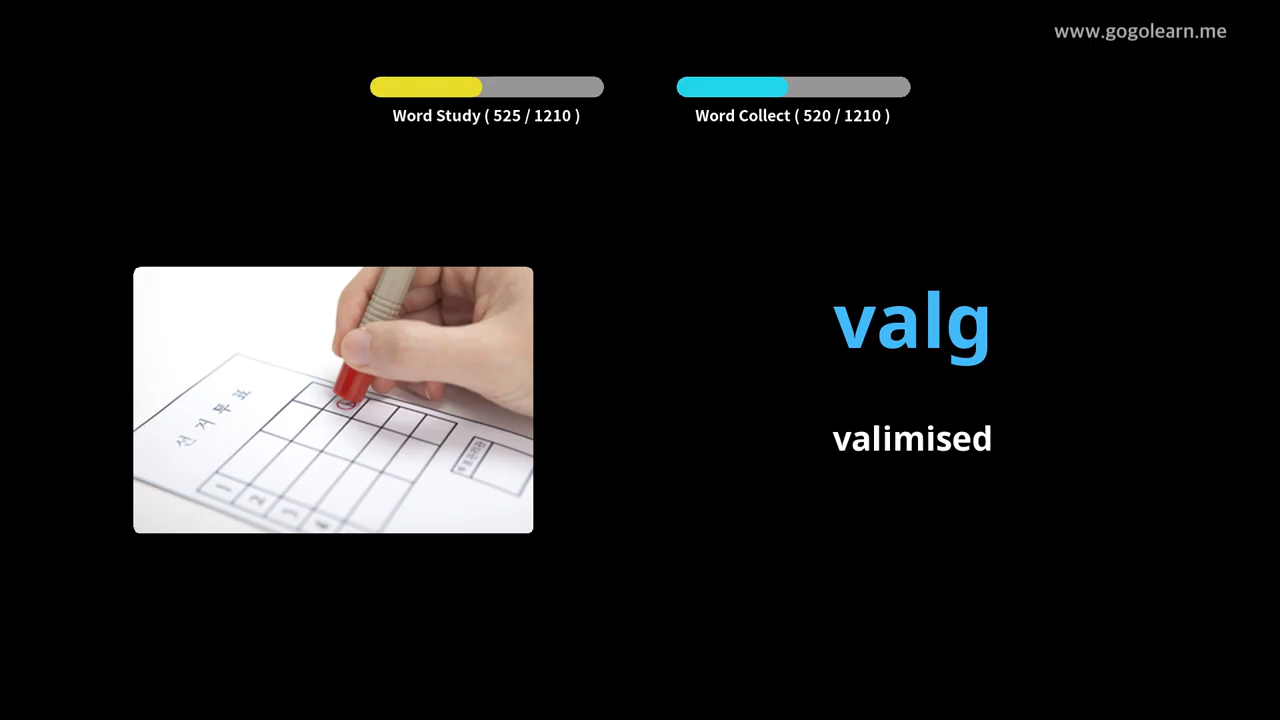 www.gogolearn.me
Word Study ( 525 / 1210 )
Word Collect ( 520 / 1210 )
valg
valimised
선거투표
1
2
3
4